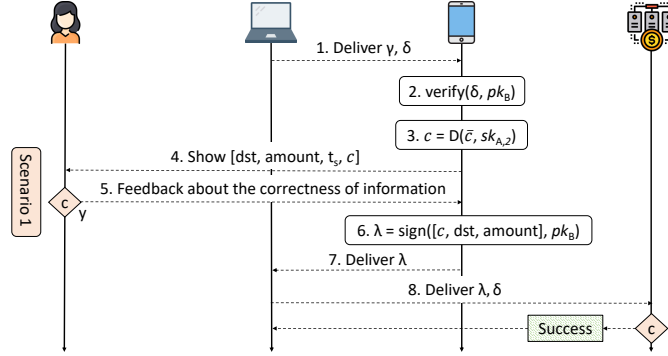 1. Deliver γ, δ
2. verify(δ, pk_B)
3. c = D(c̄, sk_A,2)
4. Show [dst, amount, t_s, c]
Scenario 1
5. Feedback about the correctness of information
c
y
6. λ = sign([c, dst, amount], pk_B)
7. Deliver λ
8. Deliver λ, δ
Success
c